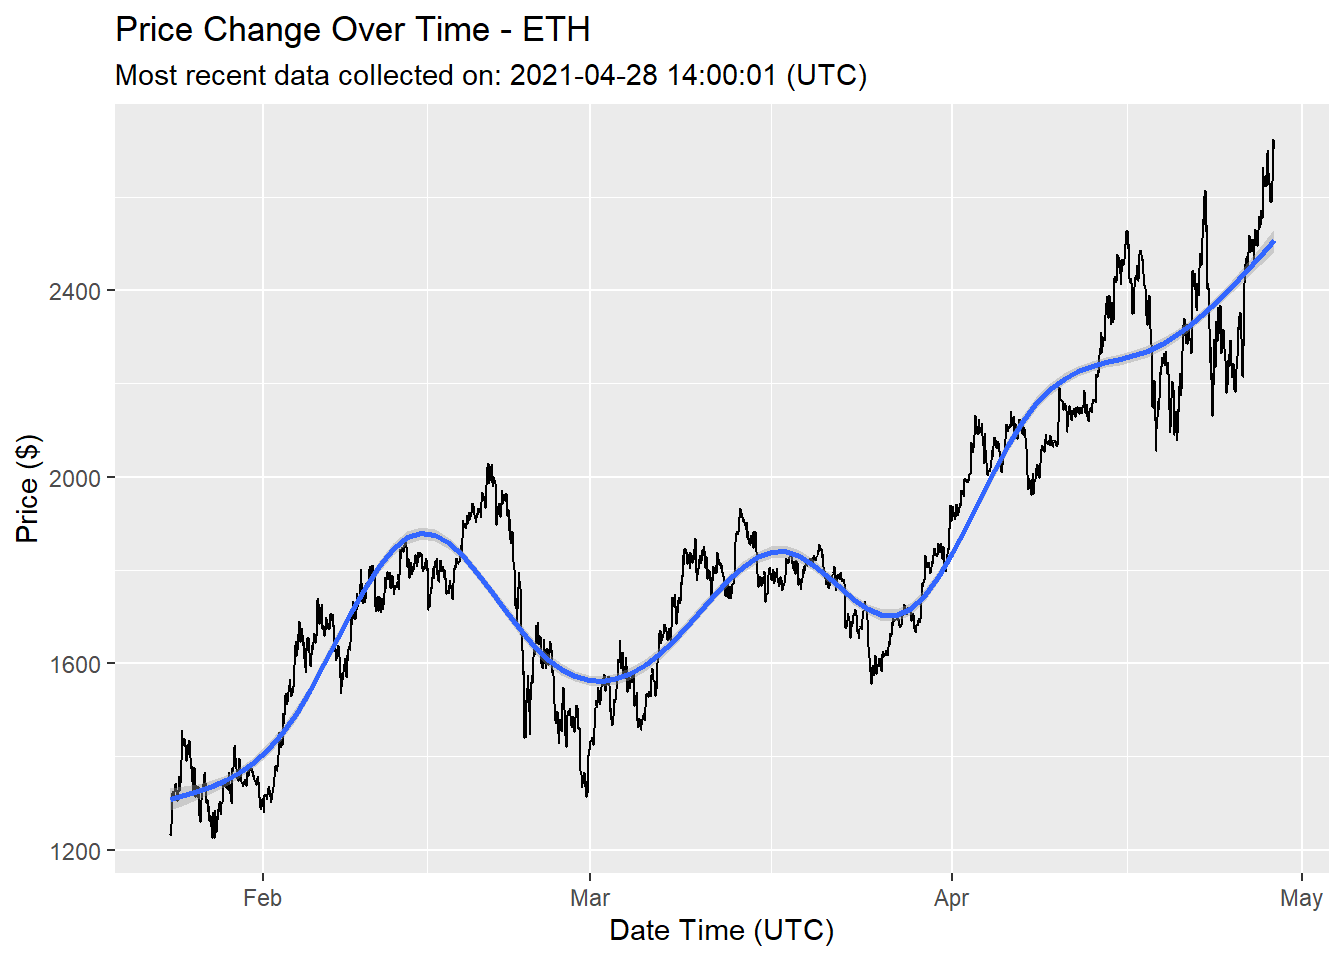 Price Change Over Time - ETH
Most recent data collected on: 2021-04-28 14:00:01 (UTC)
Price ($)
2400
2000
1600
1200
Feb
Mar
Apr
May
Date Time (UTC)